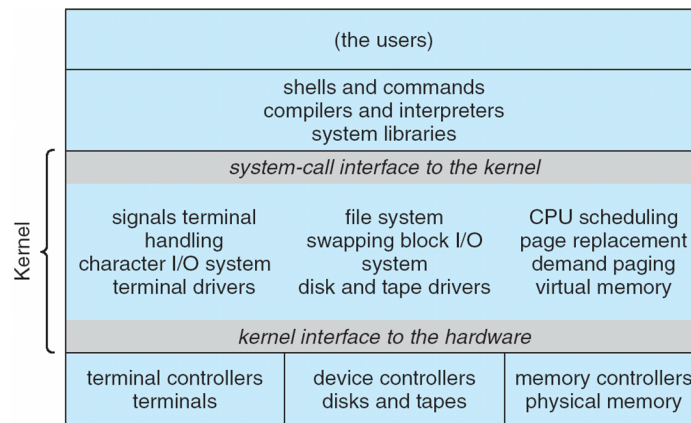 (the users)
shells and commands
compilers and interpreters
system libraries
Kernel
system-call interface to the kernel
signals terminal
handling
character I/O system
terminal drivers
file system
swapping block I/O
system
disk and tape drivers
CPU scheduling
page replacement
demand paging
virtual memory
kernel interface to the hardware
terminal controllers
terminals
device controllers
disks and tapes
memory controllers
physical memory